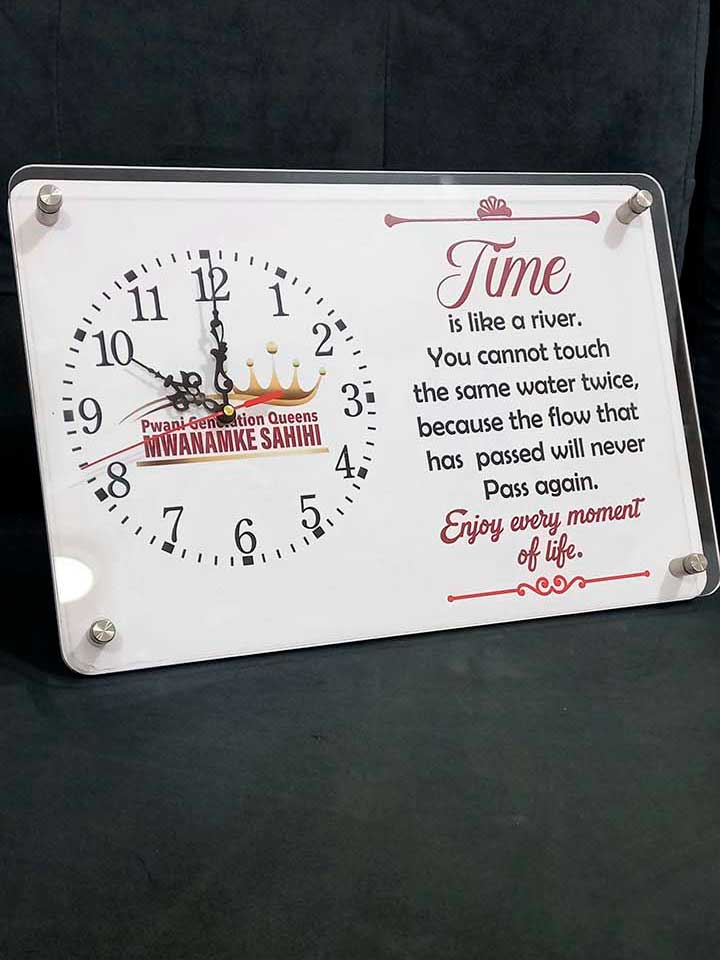 12
1
2
3
4
5
6
7
8
9
10
11
Pwani Generation Queens
MWANAMKE SAHIHI
Time
is like a river.
You cannot touch
the same water twice,
because the flow that
has passed will never
Pass again.
Enjoy every moment
of life.